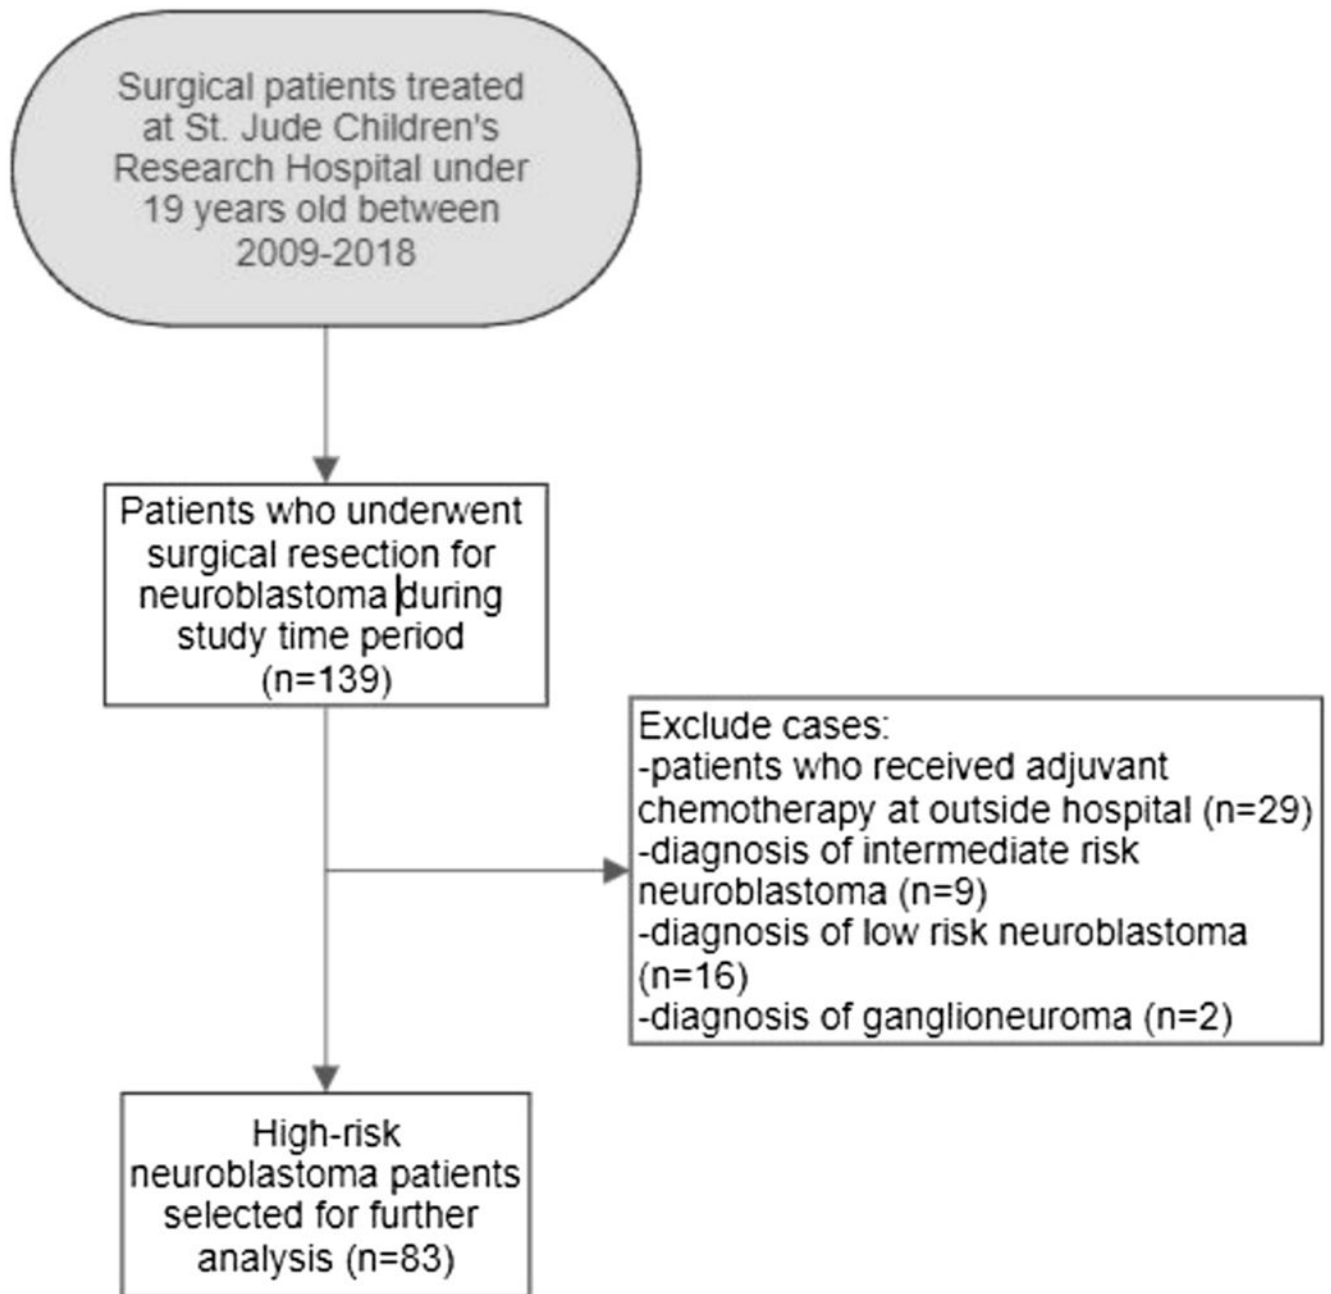 Surgical patients treated
at St. Jude Children's
Research Hospital under
19 years old between
2009-2018
Patients who underwent
surgical resection for
neuroblastoma during
study time period
(n=139)
Exclude cases:
-patients who received adjuvant
chemotherapy at outside hospital (n=29)
-diagnosis of intermediate risk
neuroblastoma (n=9)
-diagnosis of low risk neuroblastoma
(n=16)
-diagnosis of ganglioneuroma (n=2)
High-risk
neuroblastoma patients
selected for further
analysis (n=83)